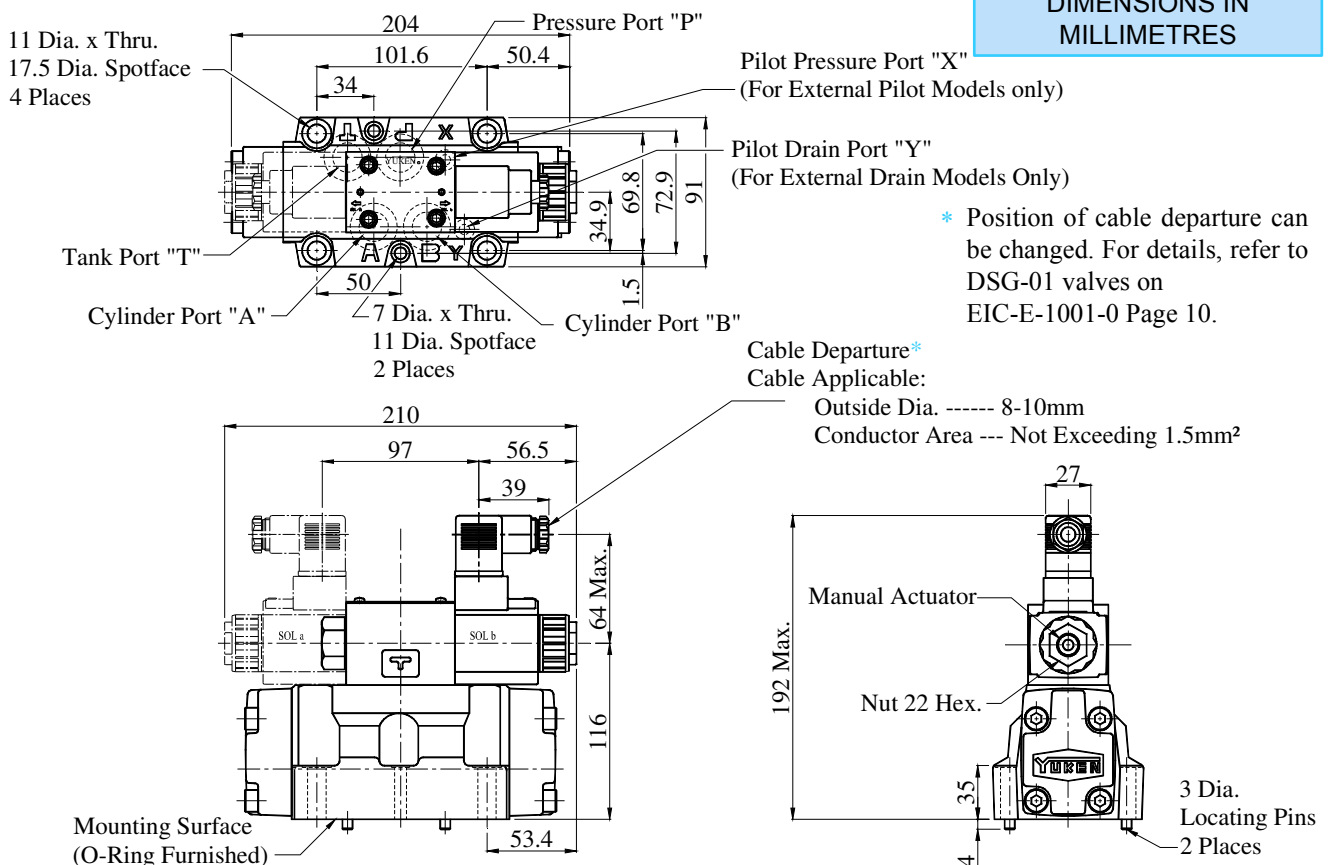 DIMENSIONS IN
MILLIMETRES
11 Dia. x Thru.
17.5 Dia. Spotface
4 Places
204
Pressure Port "P"
101.6
50.4
34
Pilot Pressure Port "X"
(For External Pilot Models only)
Pilot Drain Port "Y"
(For External Drain Models Only)
T
P
X
YUKEN
34.9
69.8
72.9
91
1.5
A
B
Y
Tank Port "T"
Cylinder Port "A"
50
7 Dia. x Thru.
11 Dia. Spotface
2 Places
Cylinder Port "B"
* Position of cable departure can
be changed. For details, refer to
DSG-01 valves on
EIC-E-1001-0 Page 10.
Cable Departure*
Cable Applicable:
Outside Dia. ------ 8-10mm
Conductor Area --- Not Exceeding 1.5mm²
210
97
56.5
39
64 Max.
SOL a
SOL b
116
53.4
Mounting Surface
(O-Ring Furnished)
27
192 Max.
Manual Actuator
Nut 22 Hex.
YUKEN
35
4
3 Dia.
Locating Pins
2 Places